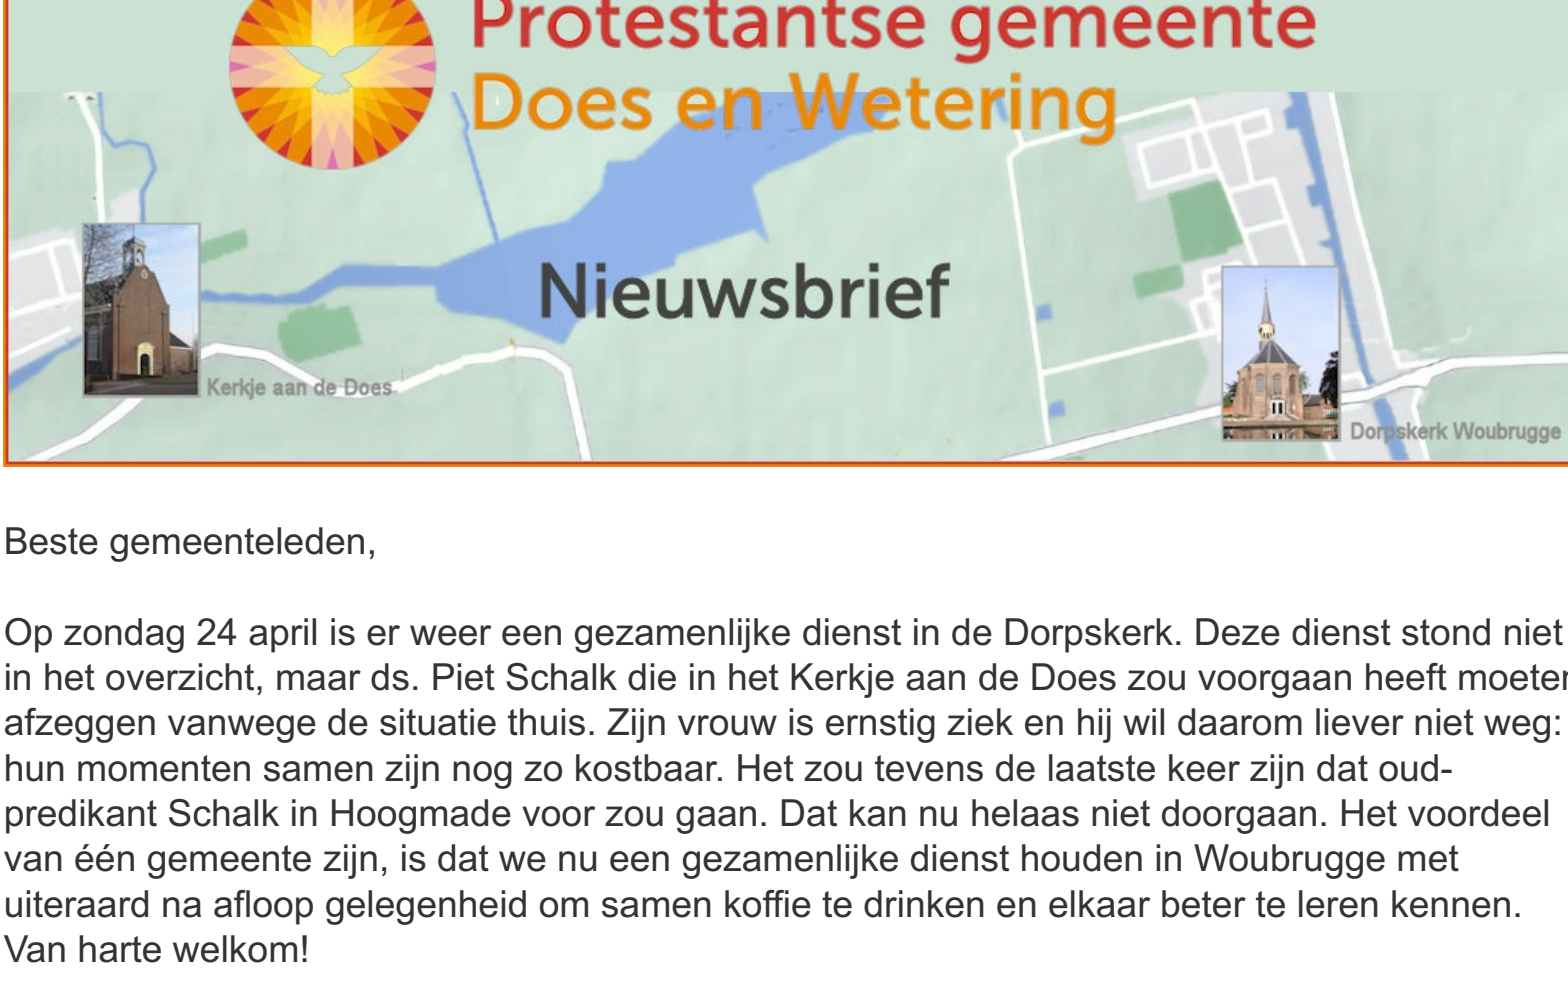 Protestantse gemeente
Does en Wetering
Nieuwsbrief
Kerkje aan de Does
Dorpskerk Woubrugge
Beste gemeenteleden,
Op zondag 24 april is er weer een gezamenlijke dienst in de Dorpskerk. Deze dienst stond niet
in het overzicht, maar ds. Piet Schalk die in het Kerkje aan de Does zou voorgaan heeft moeten
afzeggen vanwege de situatie thuis. Zijn vrouw is ernstig ziek en hij wil daarom liever niet weg:
hun momenten samen zijn nog zo kostbaar. Het zou tevens de laatste keer zijn dat oud-
predikant Schalk in Hoogmade voor zou gaan. Dat kan nu helaas niet doorgaan. Het voordeel
van één gemeente zijn, is dat we nu een gezamenlijke dienst houden in Woubrugge met
uiteraard na afloop gelegenheid om samen koffie te drinken en elkaar beter te leren kennen.
Van harte welkom!